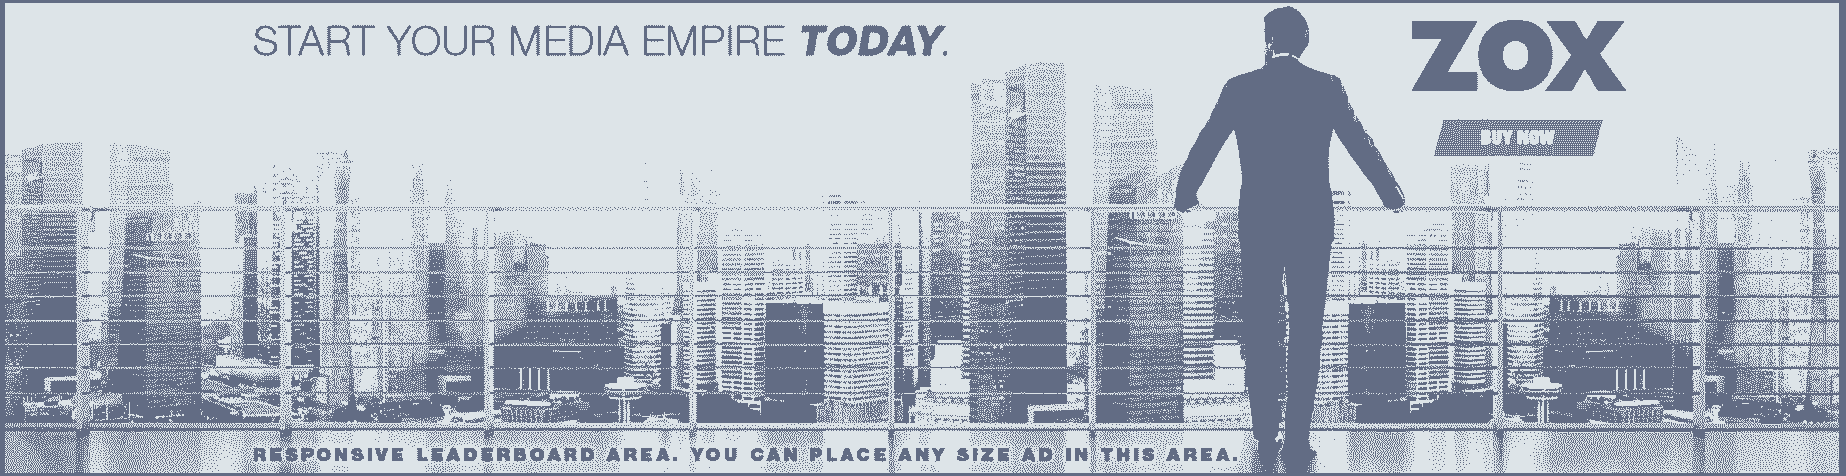 START YOUR MEDIA EMPIRE TODAY.
ZOX
BUY NOW
RESPONSIVE LEADERBOARD AREA. YOU CAN PLACE ANY SIZE AD IN THIS AREA.